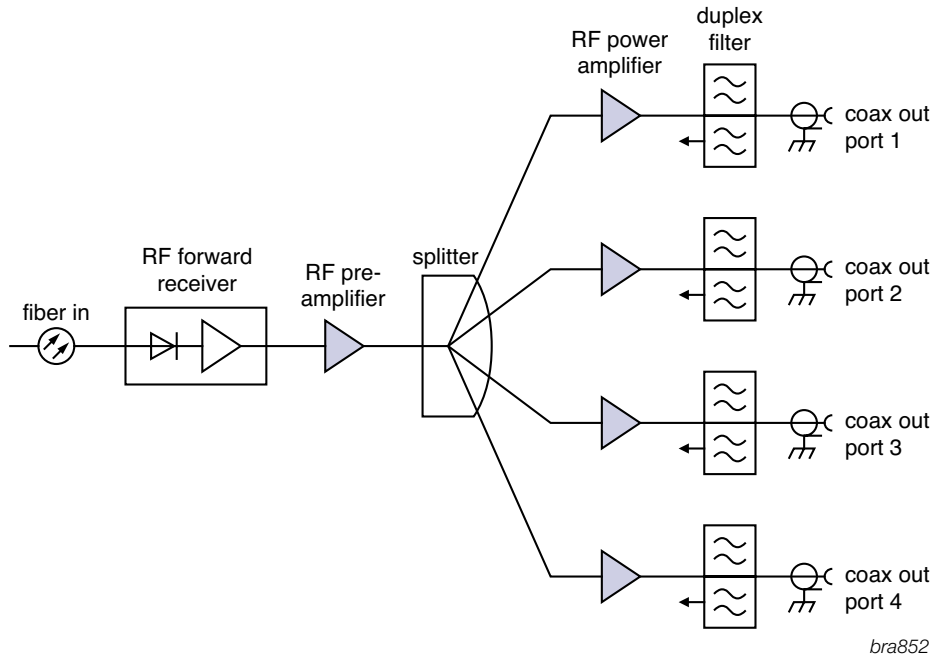 duplex
filter
RF power
amplifier
coax out
port 1
splitter
RF forward
receiver
RF pre-
amplifier
coax out
port 2
fiber in
coax out
port 3
coax out
port 4
bra852